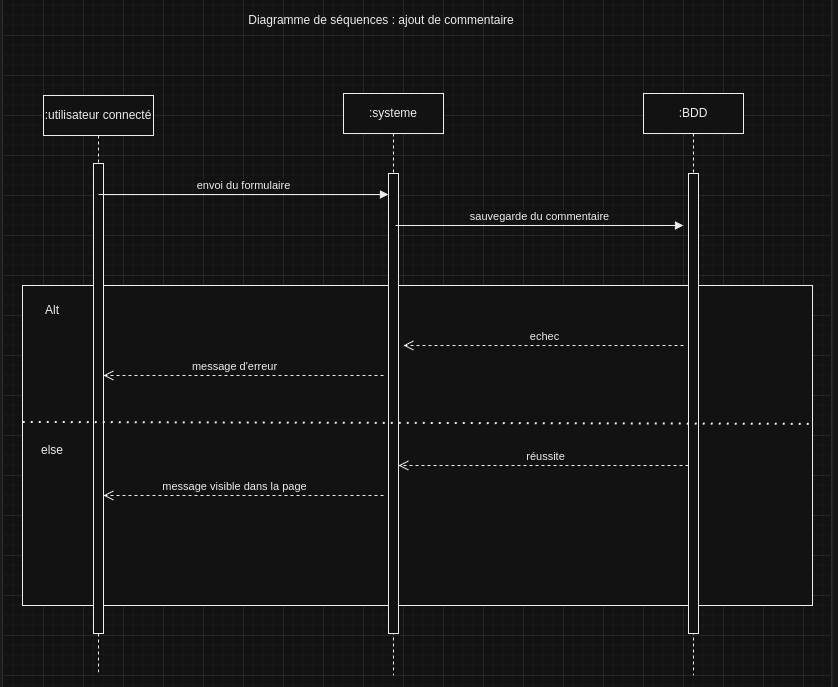 Diagramme de séquences : ajout de commentaire
:utilisateur connecté
:systeme
:BDD
envoi du formulaire
sauvegarde du commentaire
Alt
echec
message d'erreur
else
réussite
message visible dans la page